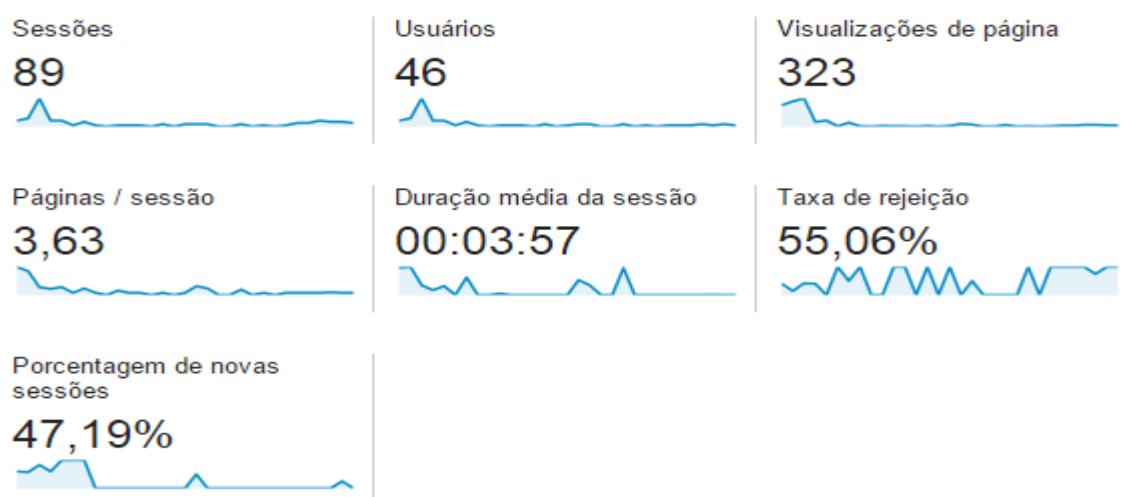 Sessões
89
Usuários
46
Visualizações de página
323
Páginas / sessão
3,63
Duração média da sessão
00:03:57
Taxa de rejeição
55,06%
Porcentagem de novas
sessões
47,19%